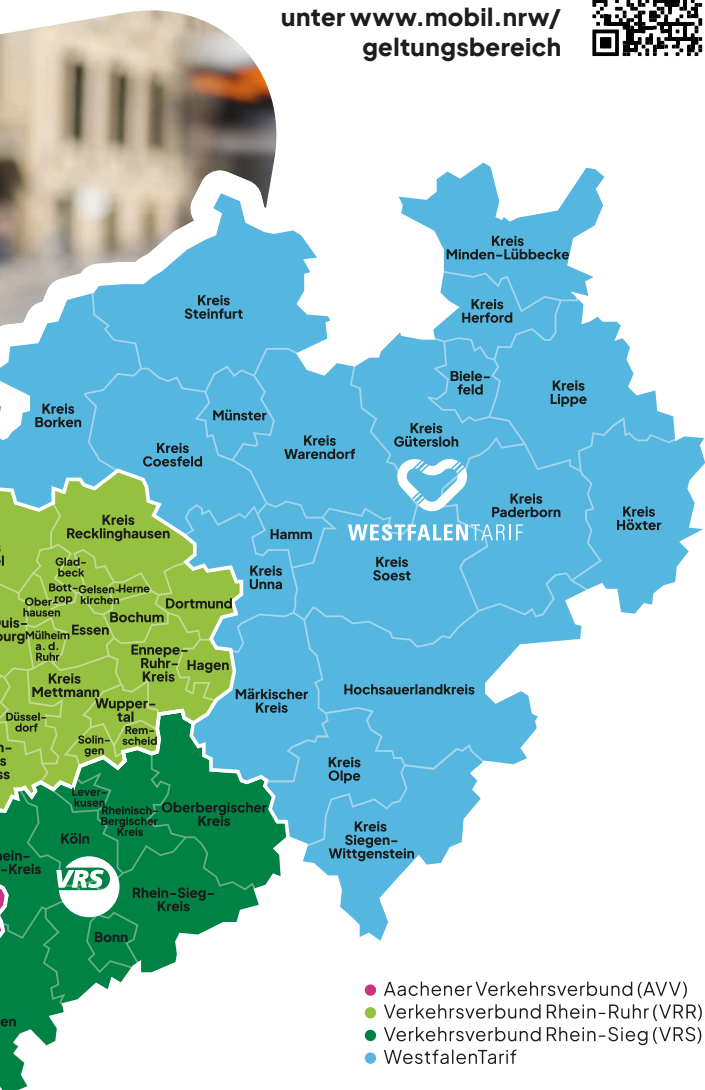 unter www.mobil.nrw/
geltungsbereich
Kreis
Minden-Lübbecke
Kreis
Steinfurt
Kreis
Herford
Biele-
feld
Kreis
Lippe
Kreis
Borken
Münster
Kreis
Coesfeld
Kreis
Warendorf
Kreis
Gütersloh
Kreis
Paderborn
Kreis
Höxter
WESTFALENTARIF
Kreis
Recklinghausen
Hamm
Kreis
Soest
Kreis
Unna
Glad-
beck
Bott-
rop
Gelsen-
kirchen
Herne
Ober-
hausen
Dortmund
Bochum
uis-
burg
Essen
Mülheim
a. d.
Ruhr
Ennepe-
Ruhr-
Kreis
Hagen
Kreis
Mettmann
Wupper-
tal
Märkischer
Kreis
Hochsauerlandkreis
Düssel-
dorf
Solin-
gen
Rem-
scheid
Kreis
Olpe
Lever-
kusen
Rheinisch-
Bergischer
Kreis
Oberbergischer
Kreis
Köln
Kreis
Siegen-
Wittgenstein
ein-
-Kreis
VRS
Rhein-Sieg-
Kreis
Bonn
en
Aachener Verkehrsverbund (AVV)
Verkehrsverbund Rhein-Ruhr (VRR)
Verkehrsverbund Rhein-Sieg (VRS)
WestfalenTarif